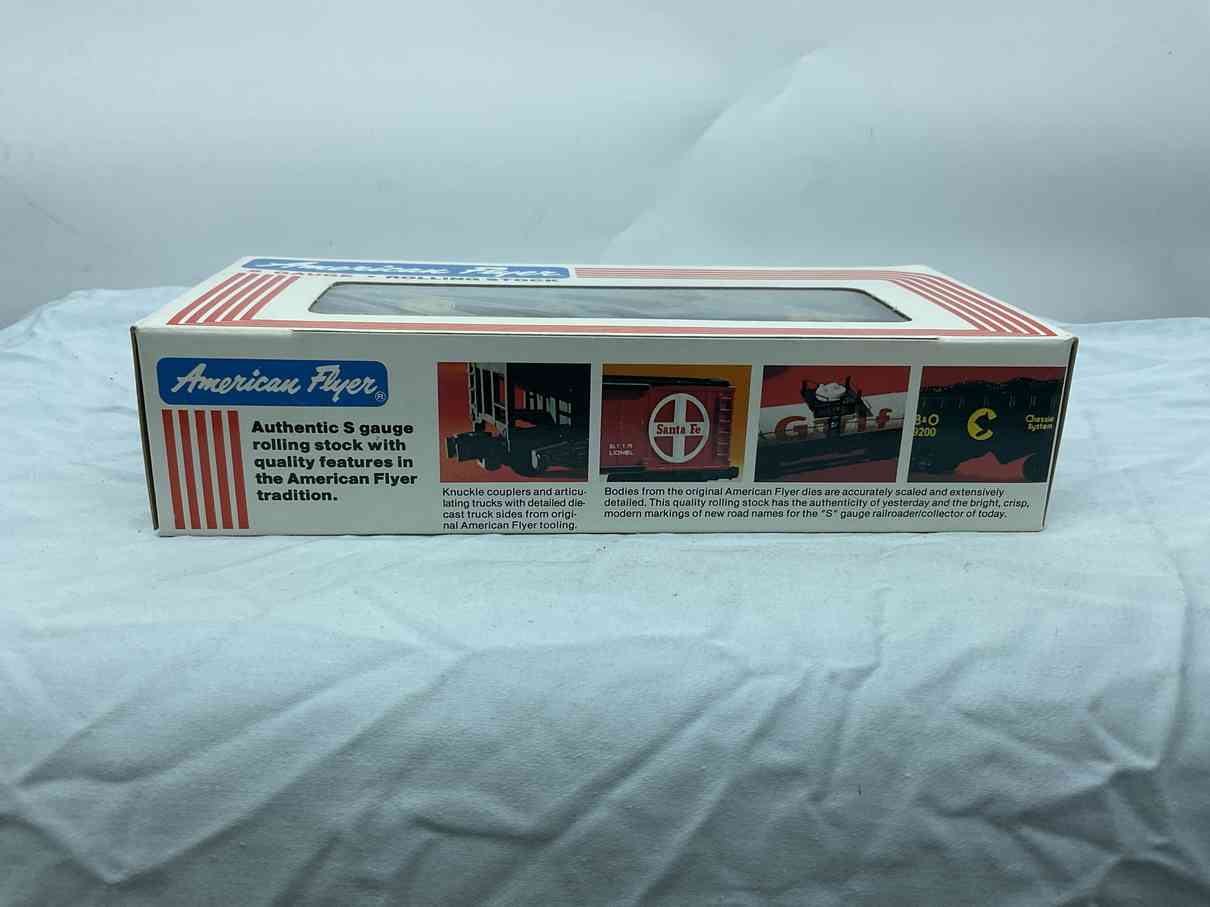 American Flyer
S GAUGE • ROLLING STOCK
American Flyer®
Authentic S gauge
rolling stock with
quality features in
the American Flyer
tradition.
Santa Fe
BLT 1-79
LIONEL
Gulf
B&O
9200
Chessie
System
Knuckle couplers and articu-
lating trucks with detailed die-
cast truck sides from origi-
nal American Flyer tooling.
Bodies from the original American Flyer dies are accurately scaled and extensively
detailed. This quality rolling stock has the authenticity of yesterday and the bright, crisp,
modern markings of new road names for the "S" gauge railroader/collector of today.